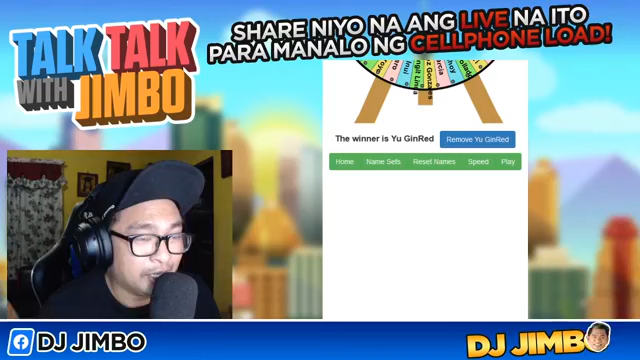 TALK TALK
WITH JIMBO
SHARE NIYO NA ANG LIVE NA ITO
PARA MANALO NG CELLPHONE LOAD!
The winner is Yu GinRed
Remove Yu GinRed
Home Name Sets Reset Names Speed Play
DJ JIMBO
DJ JIMBO